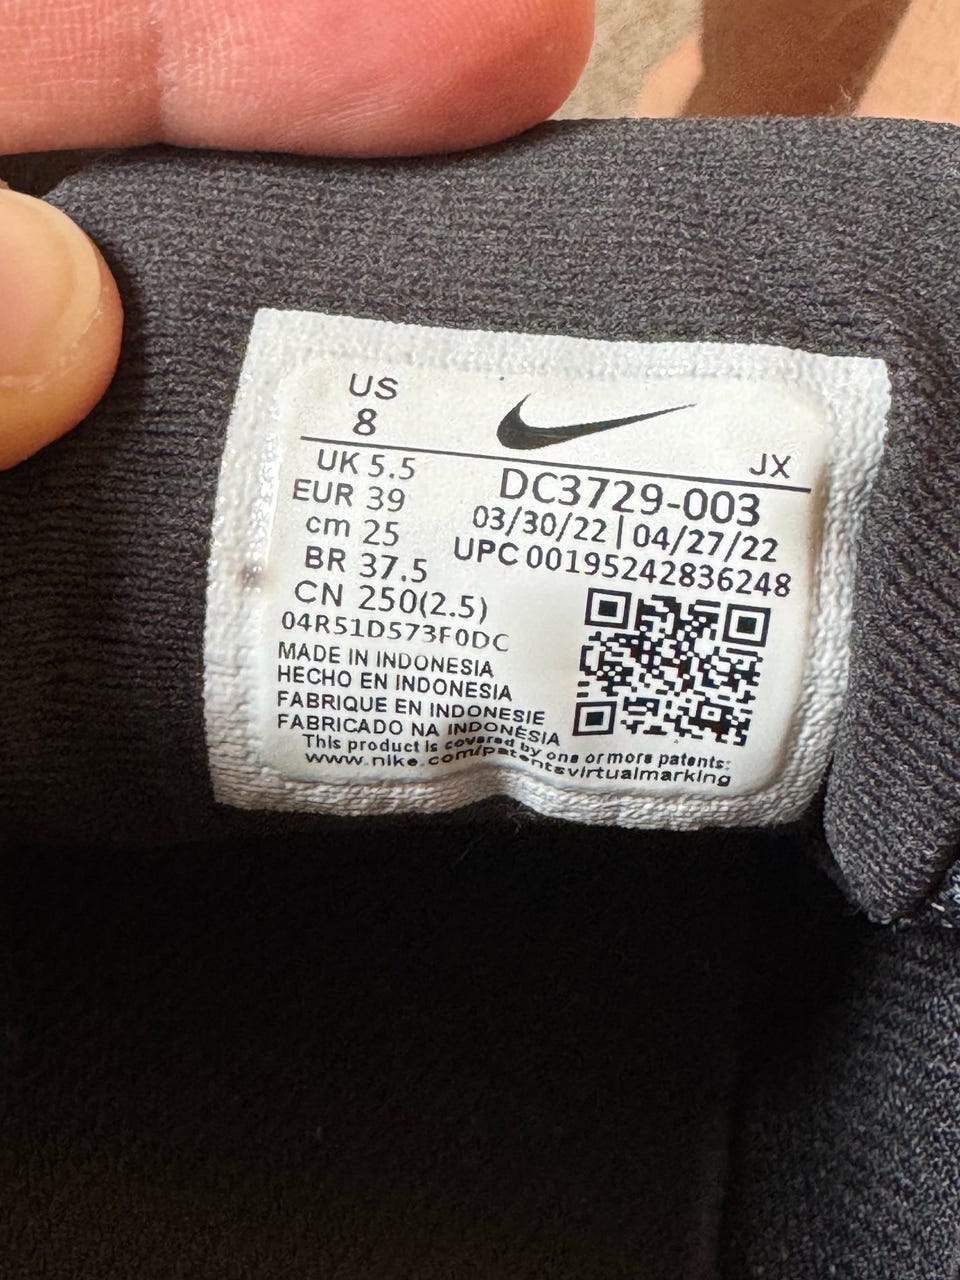 US
8
JX
UK 5.5
EUR 39
cm 25
BR 37.5
CN 250(2.5)
04R51D573F0DC
DC3729-003
03/30/22 | 04/27/22
UPC 00195242836248
MADE IN INDONESIA
HECHO EN INDONESIA
FABRIQUE EN INDONESIE
FABRICADO NA INDONÉSIA
This product is covered by one or more patents:
www.nike.com/patentsvirtualmarking